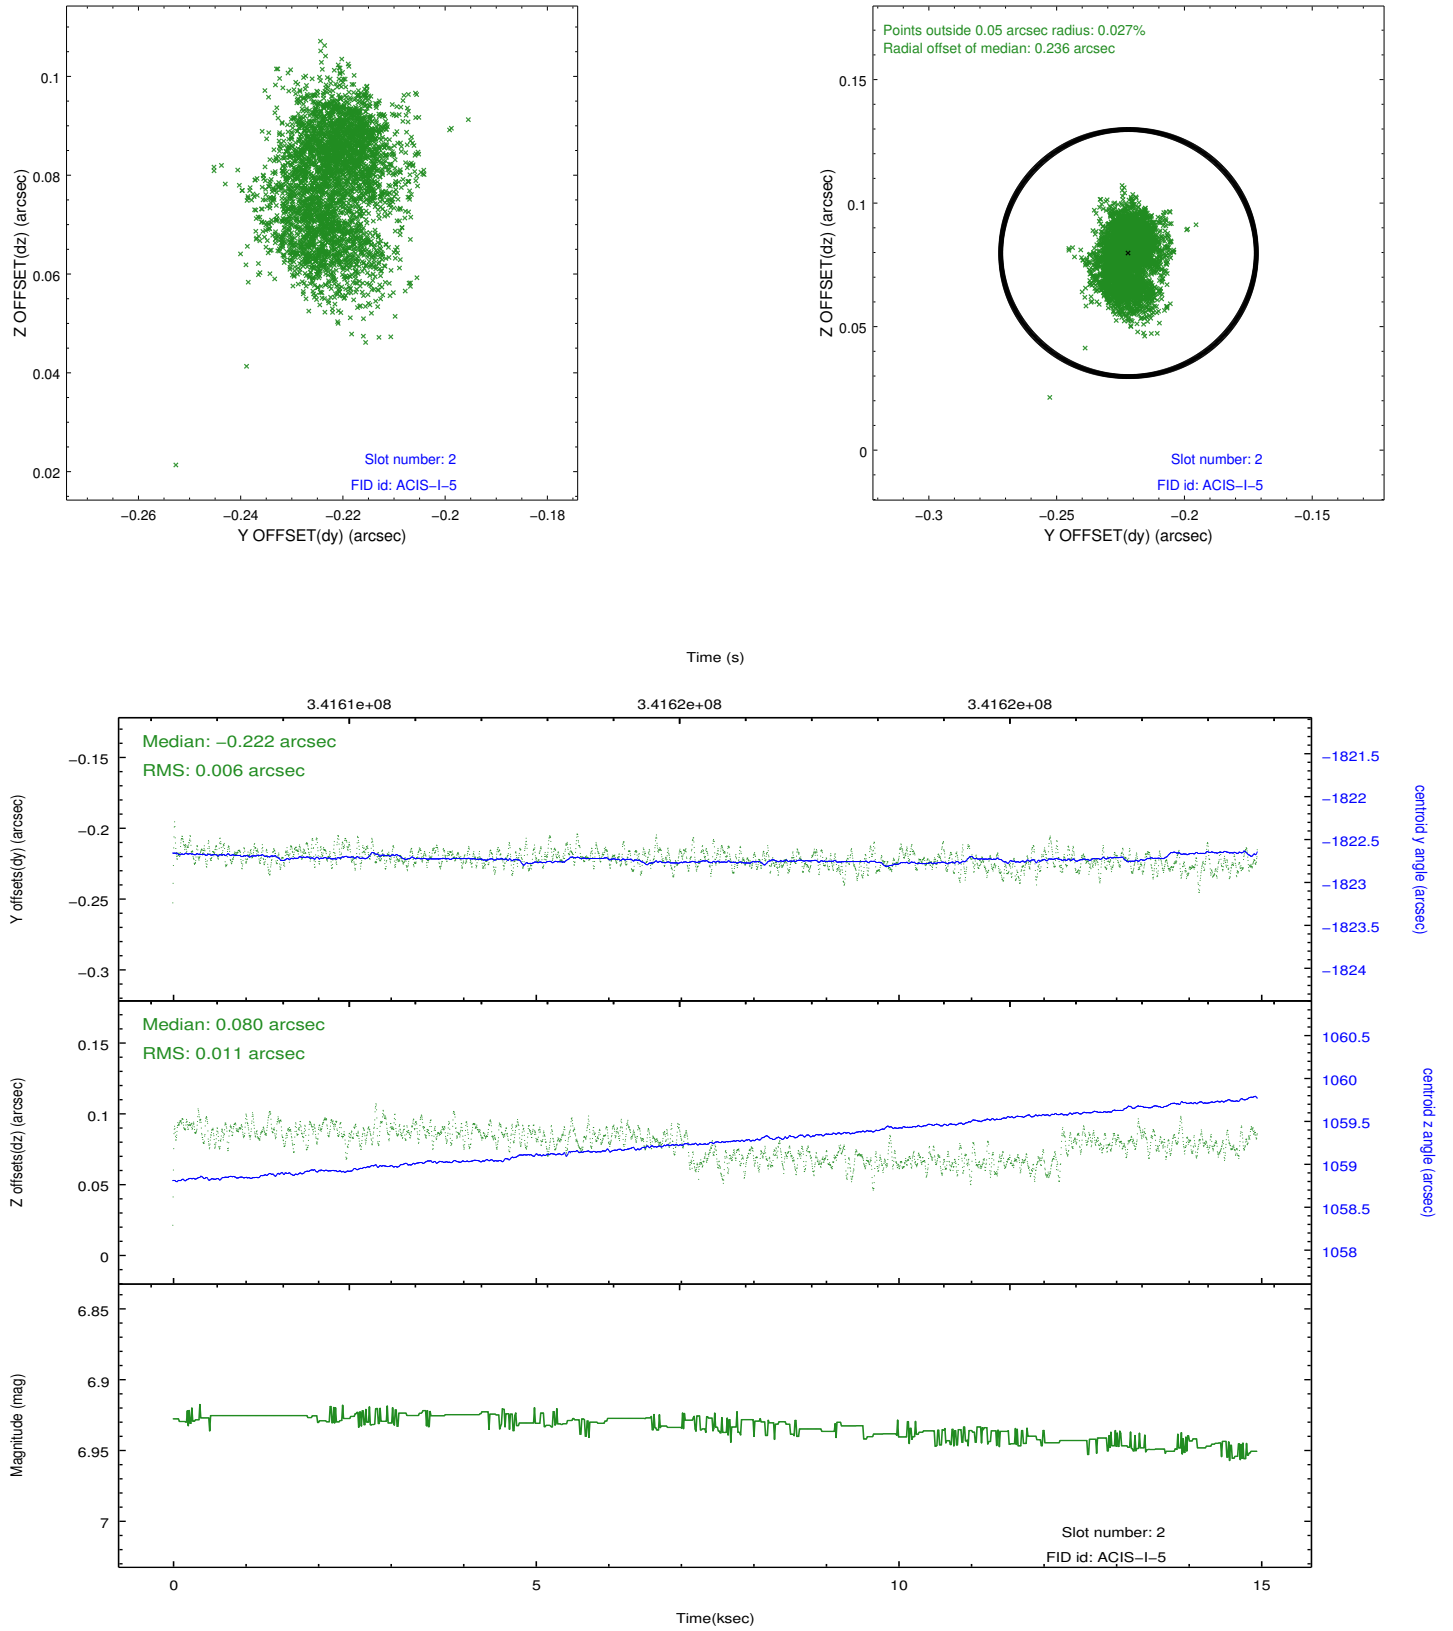 0.1
0.08
0.06
0.04
0.02
Z OFFSET(dz) (arcsec)
Slot number: 2
FID id: ACIS−I−5
−0.26
−0.24
−0.22
−0.2
−0.18
Y OFFSET(dy) (arcsec)
Points outside 0.05 arcsec radius: 0.027%
Radial offset of median: 0.236 arcsec
0.15
0.1
0.05
0
Z OFFSET(dz) (arcsec)
Slot number: 2
FID id: ACIS−I−5
−0.3
−0.25
−0.2
−0.15
Y OFFSET(dy) (arcsec)
Time (s)
3.4161e+08
3.4162e+08
3.4162e+08
Median: −0.222 arcsec
RMS: 0.006 arcsec
−0.15
−0.2
−0.25
−0.3
Y offsets(dy) (arcsec)
−1821.5
−1822
−1822.5
−1823
−1823.5
−1824
centroid y angle (arcsec)
Median: 0.080 arcsec
RMS: 0.011 arcsec
0.15
0.1
0.05
0
Z offsets(dz) (arcsec)
1060.5
1060
1059.5
1059
1058.5
1058
centroid z angle (arcsec)
6.85
6.9
6.95
7
Magnitude (mag)
Slot number: 2
FID id: ACIS−I−5
0
5
10
15
Time(ksec)